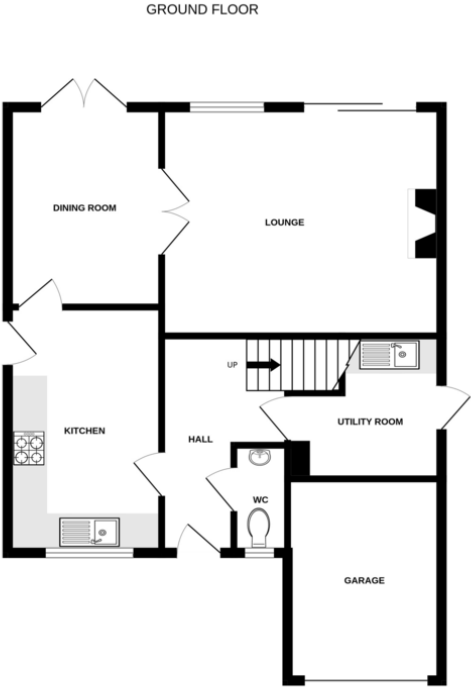 GROUND FLOOR
DINING ROOM
LOUNGE
UP
UTILITY ROOM
KITCHEN
HALL
WC
GARAGE